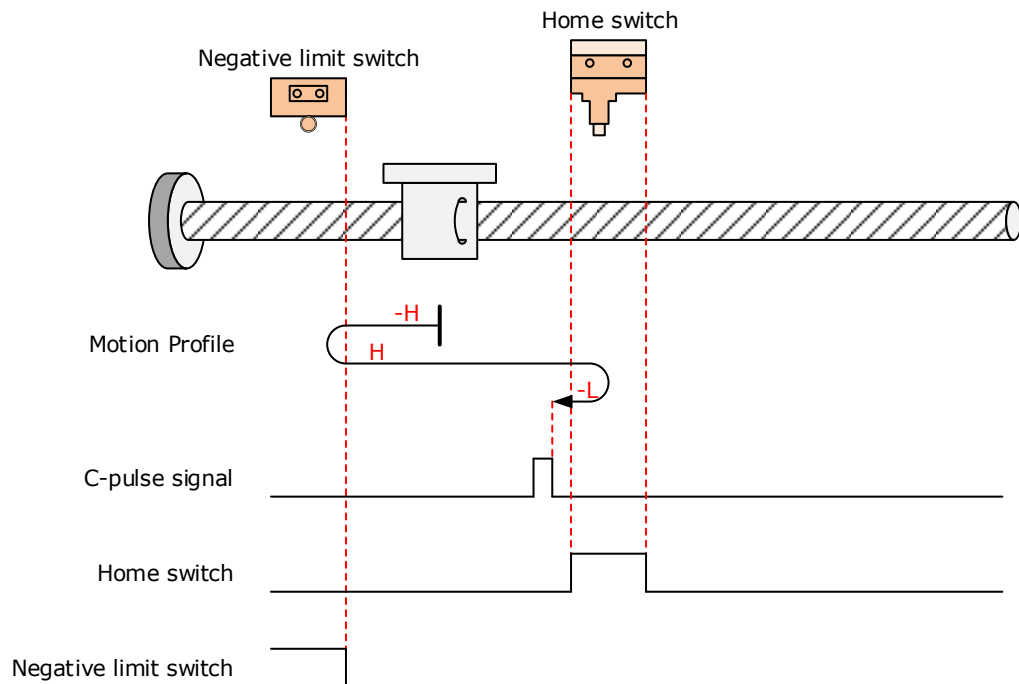 Home switch
Negative limit switch
-H
Motion Profile
H
-L
C-pulse signal
Home switch
Negative limit switch